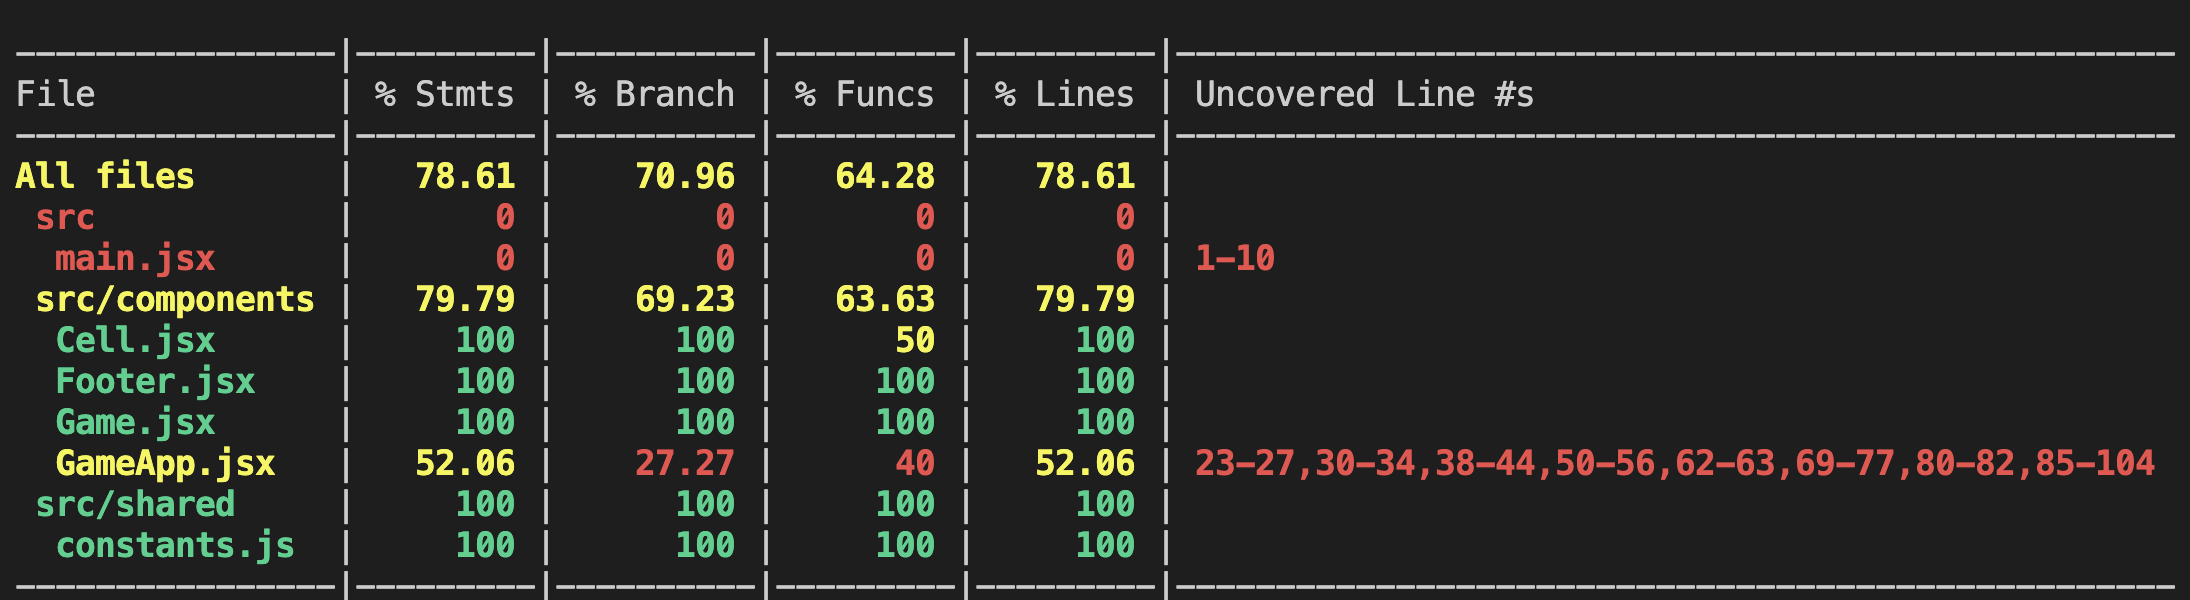 -----------------|----------|----------|----------|----------|--------------------------------------------------
File | % Stmts | % Branch | % Funcs | % Lines | Uncovered Line #s
-----------------|----------|----------|----------|----------|--------------------------------------------------
All files | 78.61 | 70.96 | 64.28 | 78.61 |
src | 0 | 0 | 0 | 0 |
main.jsx | 0 | 0 | 0 | 0 | 1-10
src/components | 79.79 | 69.23 | 63.63 | 79.79 |
Cell.jsx | 100 | 100 | 50 | 100 |
Footer.jsx | 100 | 100 | 100 | 100 |
Game.jsx | 100 | 100 | 100 | 100 |
GameApp.jsx | 52.06 | 27.27 | 40 | 52.06 | 23-27,30-34,38-44,50-56,62-63,69-77,80-82,85-104
src/shared | 100 | 100 | 100 | 100 |
constants.js | 100 | 100 | 100 | 100 |
-----------------|----------|----------|----------|----------|--------------------------------------------------